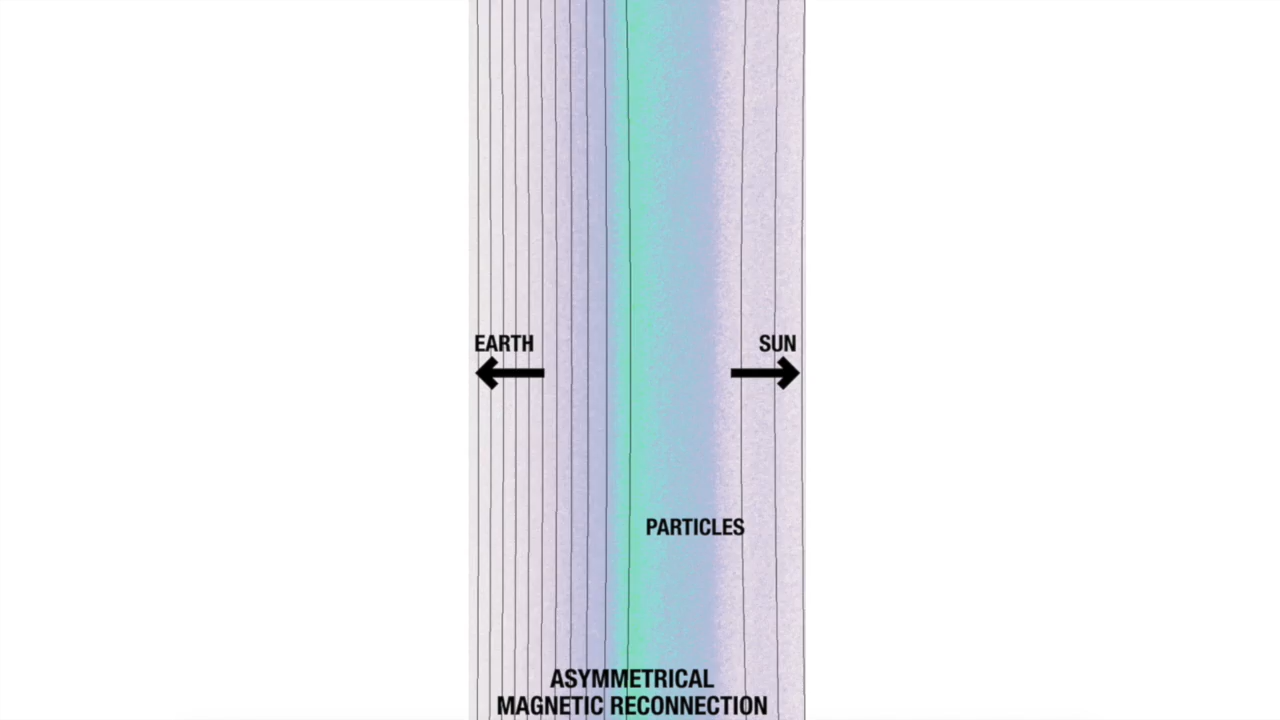 EARTH
SUN
PARTICLES
ASYMMETRICAL
MAGNETIC RECONNECTION